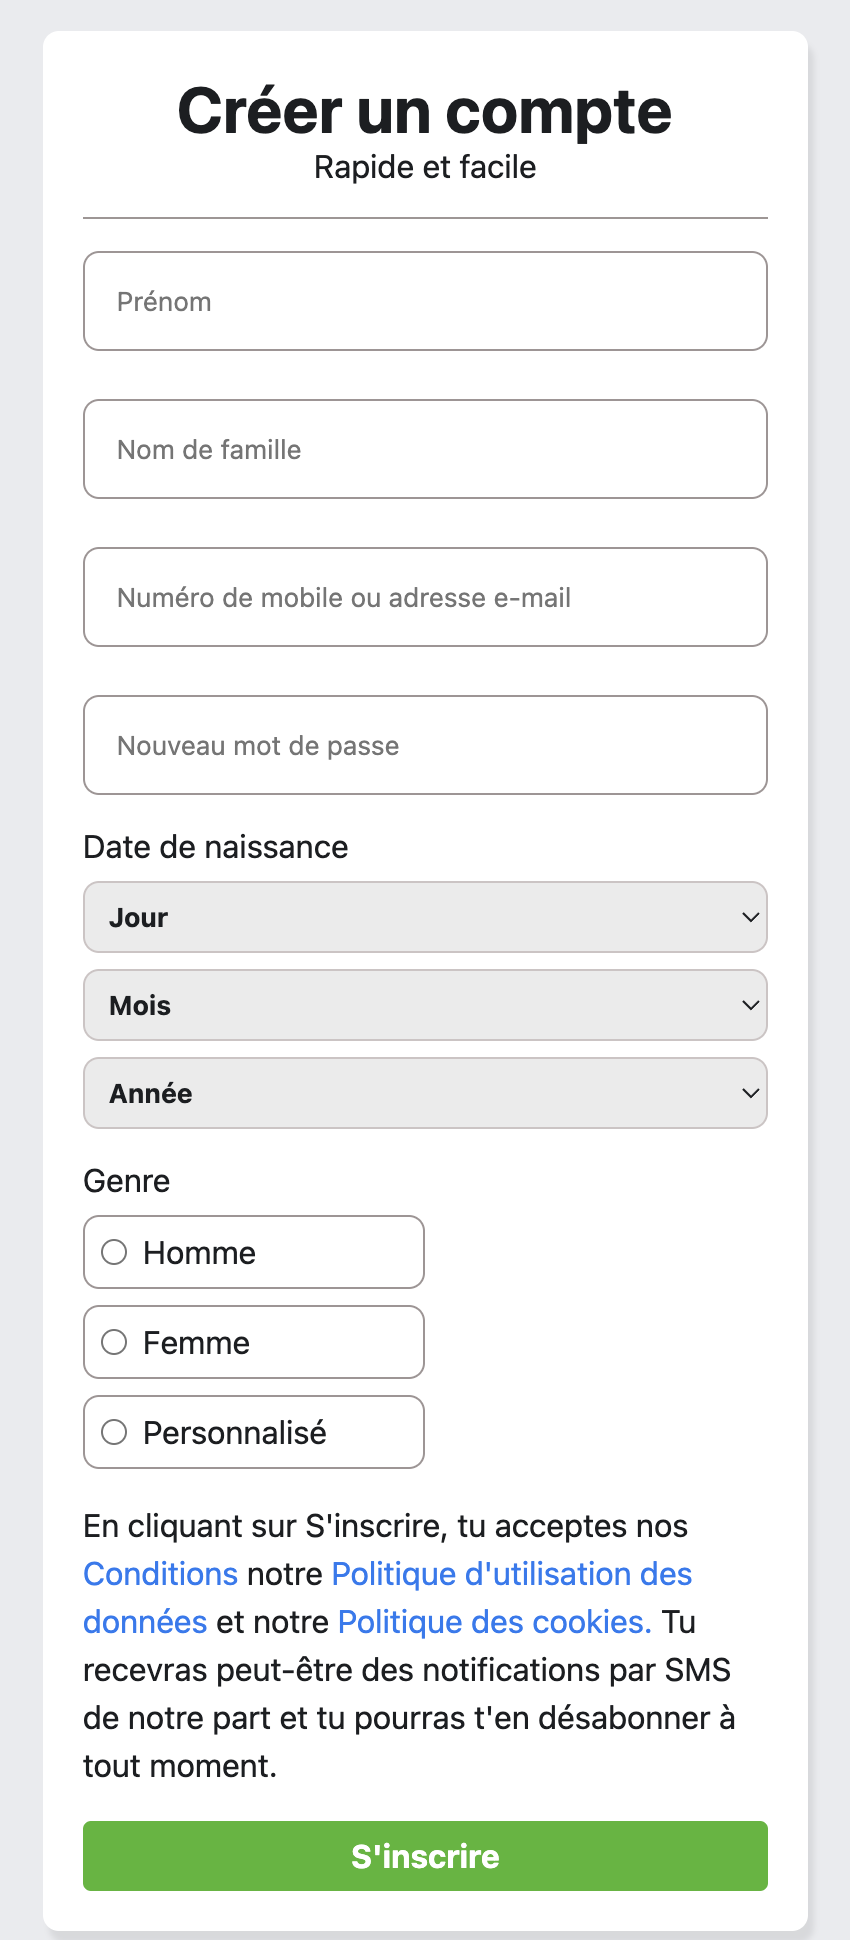 Créer un compte
Rapide et facile
Prénom
Nom de famille
Numéro de mobile ou adresse e-mail
Nouveau mot de passe
Date de naissance
Jour
Mois
Année
Genre
Homme
Femme
Personnalisé
En cliquant sur S'inscrire, tu acceptes nos
Conditions notre Politique d'utilisation des
données et notre Politique des cookies. Tu
recevras peut-être des notifications par SMS
de notre part et tu pourras t'en désabonner à
tout moment.
S'inscrire